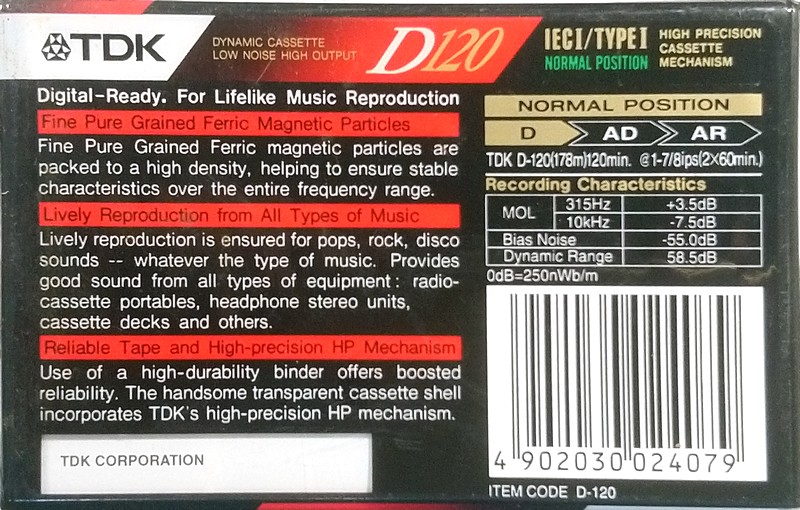 TDK
DYNAMIC CASSETTE
LOW NOISE HIGH OUTPUT
D120
IECI/TYPE I
NORMAL POSITION
HIGH PRECISION
CASSETTE
MECHANISM
Digital-Ready. For Lifelike Music Reproduction
Fine Pure Grained Ferric Magnetic Particles
Fine Pure Grained Ferric magnetic particles are
packed to a high density, helping to ensure stable
characteristics over the entire frequency range.
Lively Reproduction from All Types of Music
Lively reproduction is ensured for pops, rock, disco
sounds -- whatever the type of music. Provides
good sound from all types of equipment: radio-
cassette portables, headphone stereo units,
cassette decks and others.
Reliable Tape and High-precision HP Mechanism
Use of a high-durability binder offers boosted
reliability. The handsome transparent cassette shell
incorporates TDK's high-precision HP mechanism.
TDK CORPORATION
NORMAL POSITION
D AD AR
TDK D-120(178m)120min. @1-7/8ips(2×60min.)
Recording Characteristics
MOL 315Hz +3.5dB
10kHz -7.5dB
Bias Noise -55.0dB
Dynamic Range 58.5dB
0dB=250nWb/m
4 902030 024079
ITEM CODE D-120